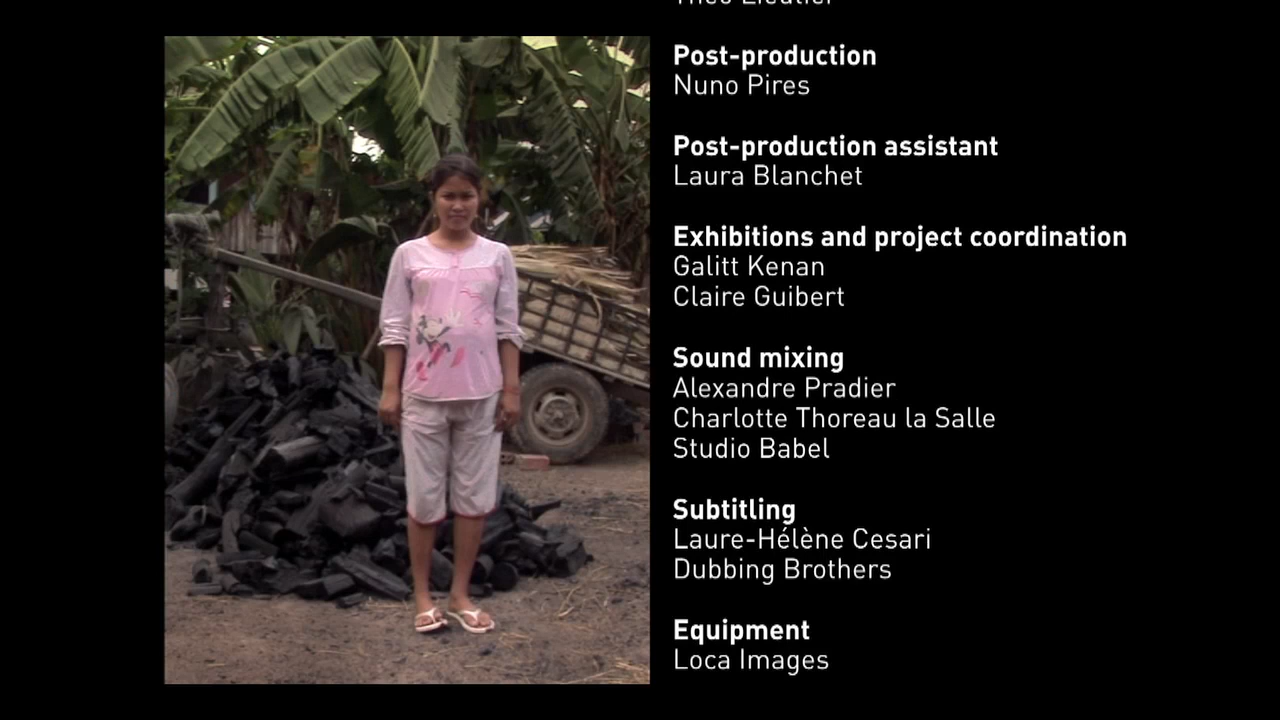 Post-production
Nuno Pires
Post-production assistant
Laura Blanchet
Exhibitions and project coordination
Galitt Kenan
Claire Guibert
Sound mixing
Alexandre Pradier
Charlotte Thoreau la Salle
Studio Babel
Subtitling
Laure-Hélène Cesari
Dubbing Brothers
Equipment
Loca Images